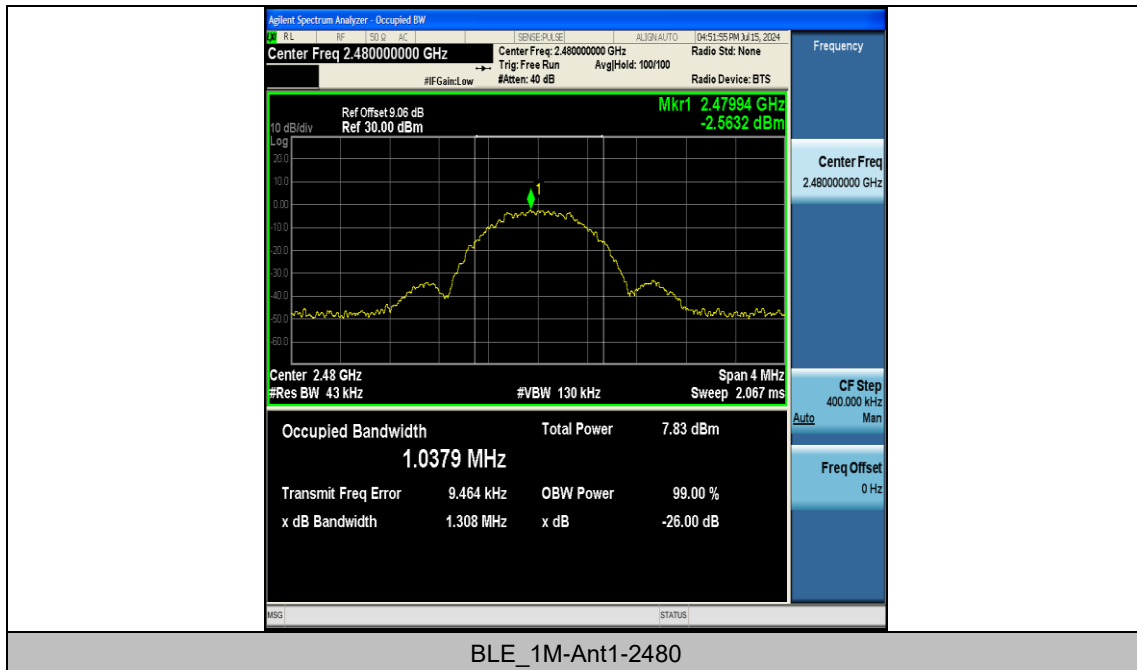 Agilent Spectrum Analyzer - Occupied BW
RL RF 50 Ω AC SENSE:PULSE ALIGN AUTO 04:51:55 PM Jul 15, 2024
Center Freq 2.480000000 GHz
Center Freq: 2.480000000 GHz Radio Std: None
Trig: Free Run Avg|Hold: 100/100
#IFGain:Low #Atten: 40 dB Radio Device: BTS
Frequency
Mkr1 2.47994 GHz
-2.5632 dBm
Ref Offset 9.06 dB
10 dB/div Ref 30.00 dBm
Log
20.0
10.0
0.00
-10.0
-20.0
-30.0
-40.0
-50.0
-60.0
1
Center 2.48 GHz Span 4 MHz
#Res BW 43 kHz #VBW 130 kHz Sweep 2.067 ms
Center Freq
2.480000000 GHz
CF Step
400.000 kHz
Auto Man
Freq Offset
0 Hz
Occupied Bandwidth Total Power 7.83 dBm
1.0379 MHz
Transmit Freq Error 9.464 kHz OBW Power 99.00 %
x dB Bandwidth 1.308 MHz x dB -26.00 dB
MSG STATUS
BLE_1M-Ant1-2480